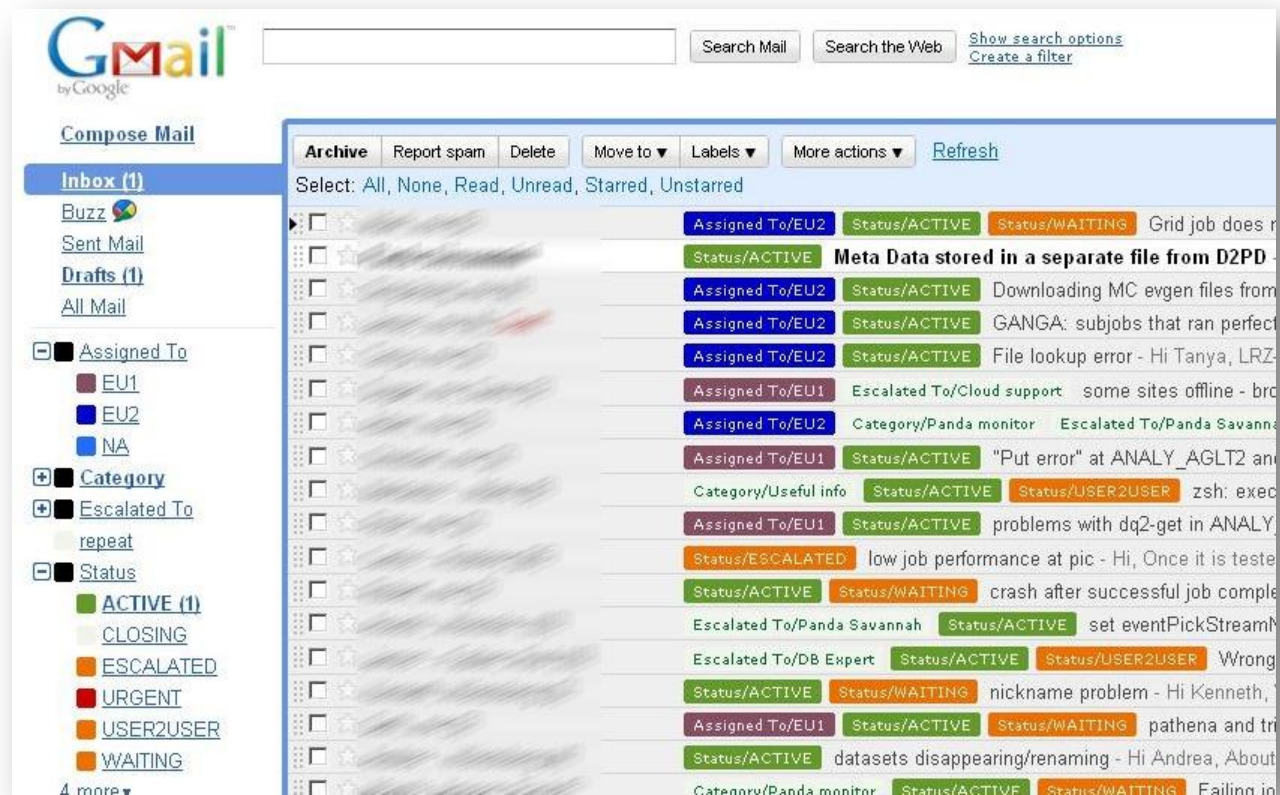 Gmail
by Google
Search Mail Search the Web Show search options
Create a filter
Compose Mail
Inbox (1)
Buzz
Sent Mail
Drafts (1)
All Mail
Assigned To
EU1
EU2
NA
Category
Escalated To
repeat
Status
ACTIVE (1)
CLOSING
ESCALATED
URGENT
USER2USER
WAITING
4 more▼
Archive Report spam Delete Move to ▼ Labels ▼ More actions ▼ Refresh
Select: All, None, Read, Unread, Starred, Unstarred
Assigned To/EU2 Status/ACTIVE Status/WAITING Grid job does
Status/ACTIVE Meta Data stored in a separate file from D2PD -
Assigned To/EU2 Status/ACTIVE Downloading MC evgen files from
Assigned To/EU2 Status/ACTIVE GANGA: subjobs that ran perfect
Assigned To/EU2 Status/ACTIVE File lookup error - Hi Tanya, LRZ-
Assigned To/EU1 Escalated To/Cloud support some sites offline - bro
Assigned To/EU2 Category/Panda monitor Escalated To/Panda Savanna
Assigned To/EU1 Status/ACTIVE "Put error" at ANALY_AGLT2 and
Category/Useful info Status/ACTIVE Status/USER2USER zsh: exec
Assigned To/EU1 Status/ACTIVE problems with dq2-get in ANALY_
Status/ESCALATED low job performance at pic - Hi, Once it is teste
Status/ACTIVE Status/WAITING crash after successful job comple
Escalated To/Panda Savannah Status/ACTIVE set eventPickStreamN
Escalated To/DB Expert Status/ACTIVE Status/USER2USER Wrong
Status/ACTIVE Status/WAITING nickname problem - Hi Kenneth,
Assigned To/EU1 Status/ACTIVE Status/WAITING pathena and tri
Status/ACTIVE datasets disappearing/renaming - Hi Andrea, About
Category/Panda monitor Status/ACTIVE Status/WAITING Failing jo